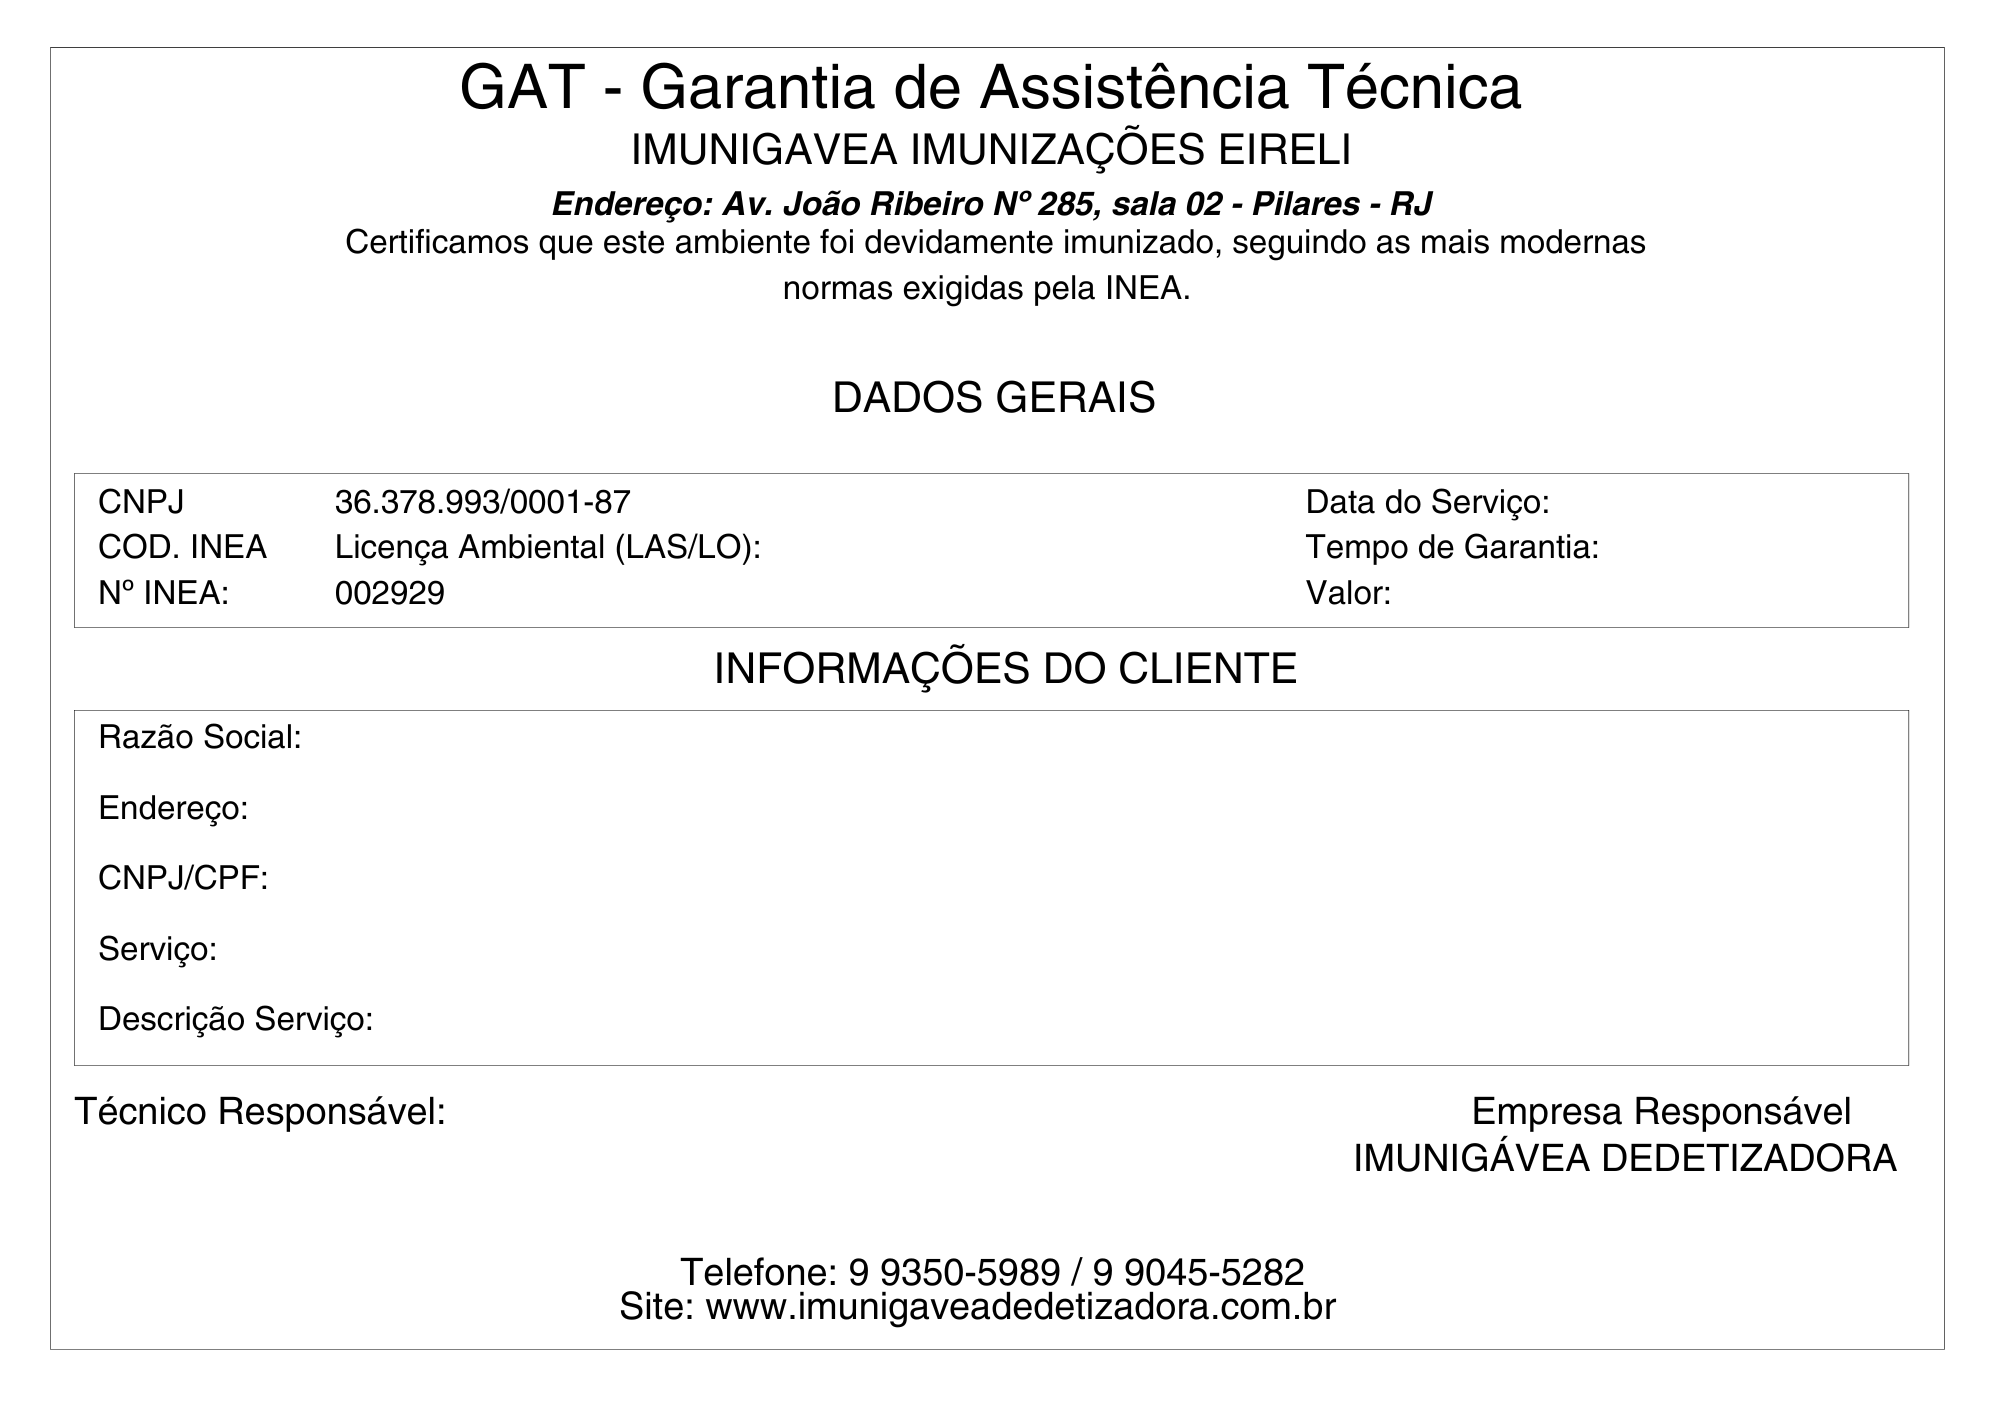 GAT - Garantia de Assistência Técnica
IMUNIGAVEA IMUNIZAÇÕES EIRELI
Endereço: Av. João Ribeiro Nº 285, sala 02 - Pilares - RJ
Certificamos que este ambiente foi devidamente imunizado, seguindo as mais modernas
normas exigidas pela INEA.
DADOS GERAIS
CNPJ 36.378.993/0001-87 Data do Serviço:
COD. INEA Licença Ambiental (LAS/LO): Tempo de Garantia:
Nº INEA: 002929 Valor:
INFORMAÇÕES DO CLIENTE
Razão Social:
Endereço:
CNPJ/CPF:
Serviço:
Descrição Serviço:
Técnico Responsável: Empresa Responsável
IMUNIGÁVEA DEDETIZADORA
Telefone: 9 9350-5989 / 9 9045-5282
Site: www.imunigaveadedetizadora.com.br